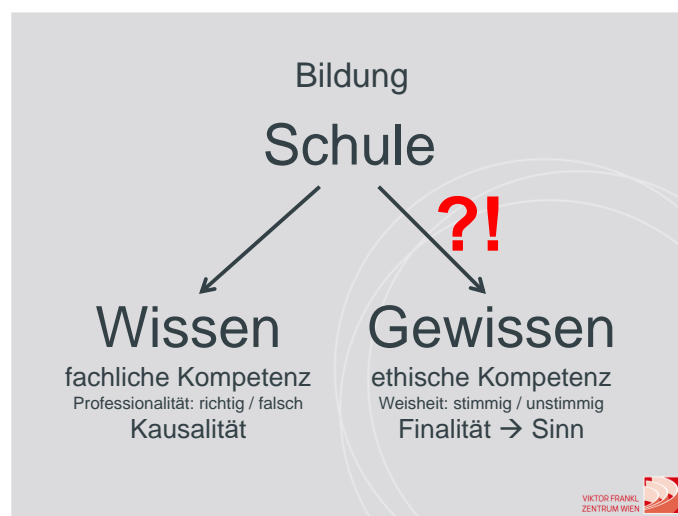 Bildung
Schule
?!
Wissen
fachliche Kompetenz
Professionalität: richtig / falsch
Kausalität
Gewissen
ethische Kompetenz
Weisheit: stimmig / unstimmig
Finalität → Sinn
VIKTOR FRANKL
ZENTRUM WIEN